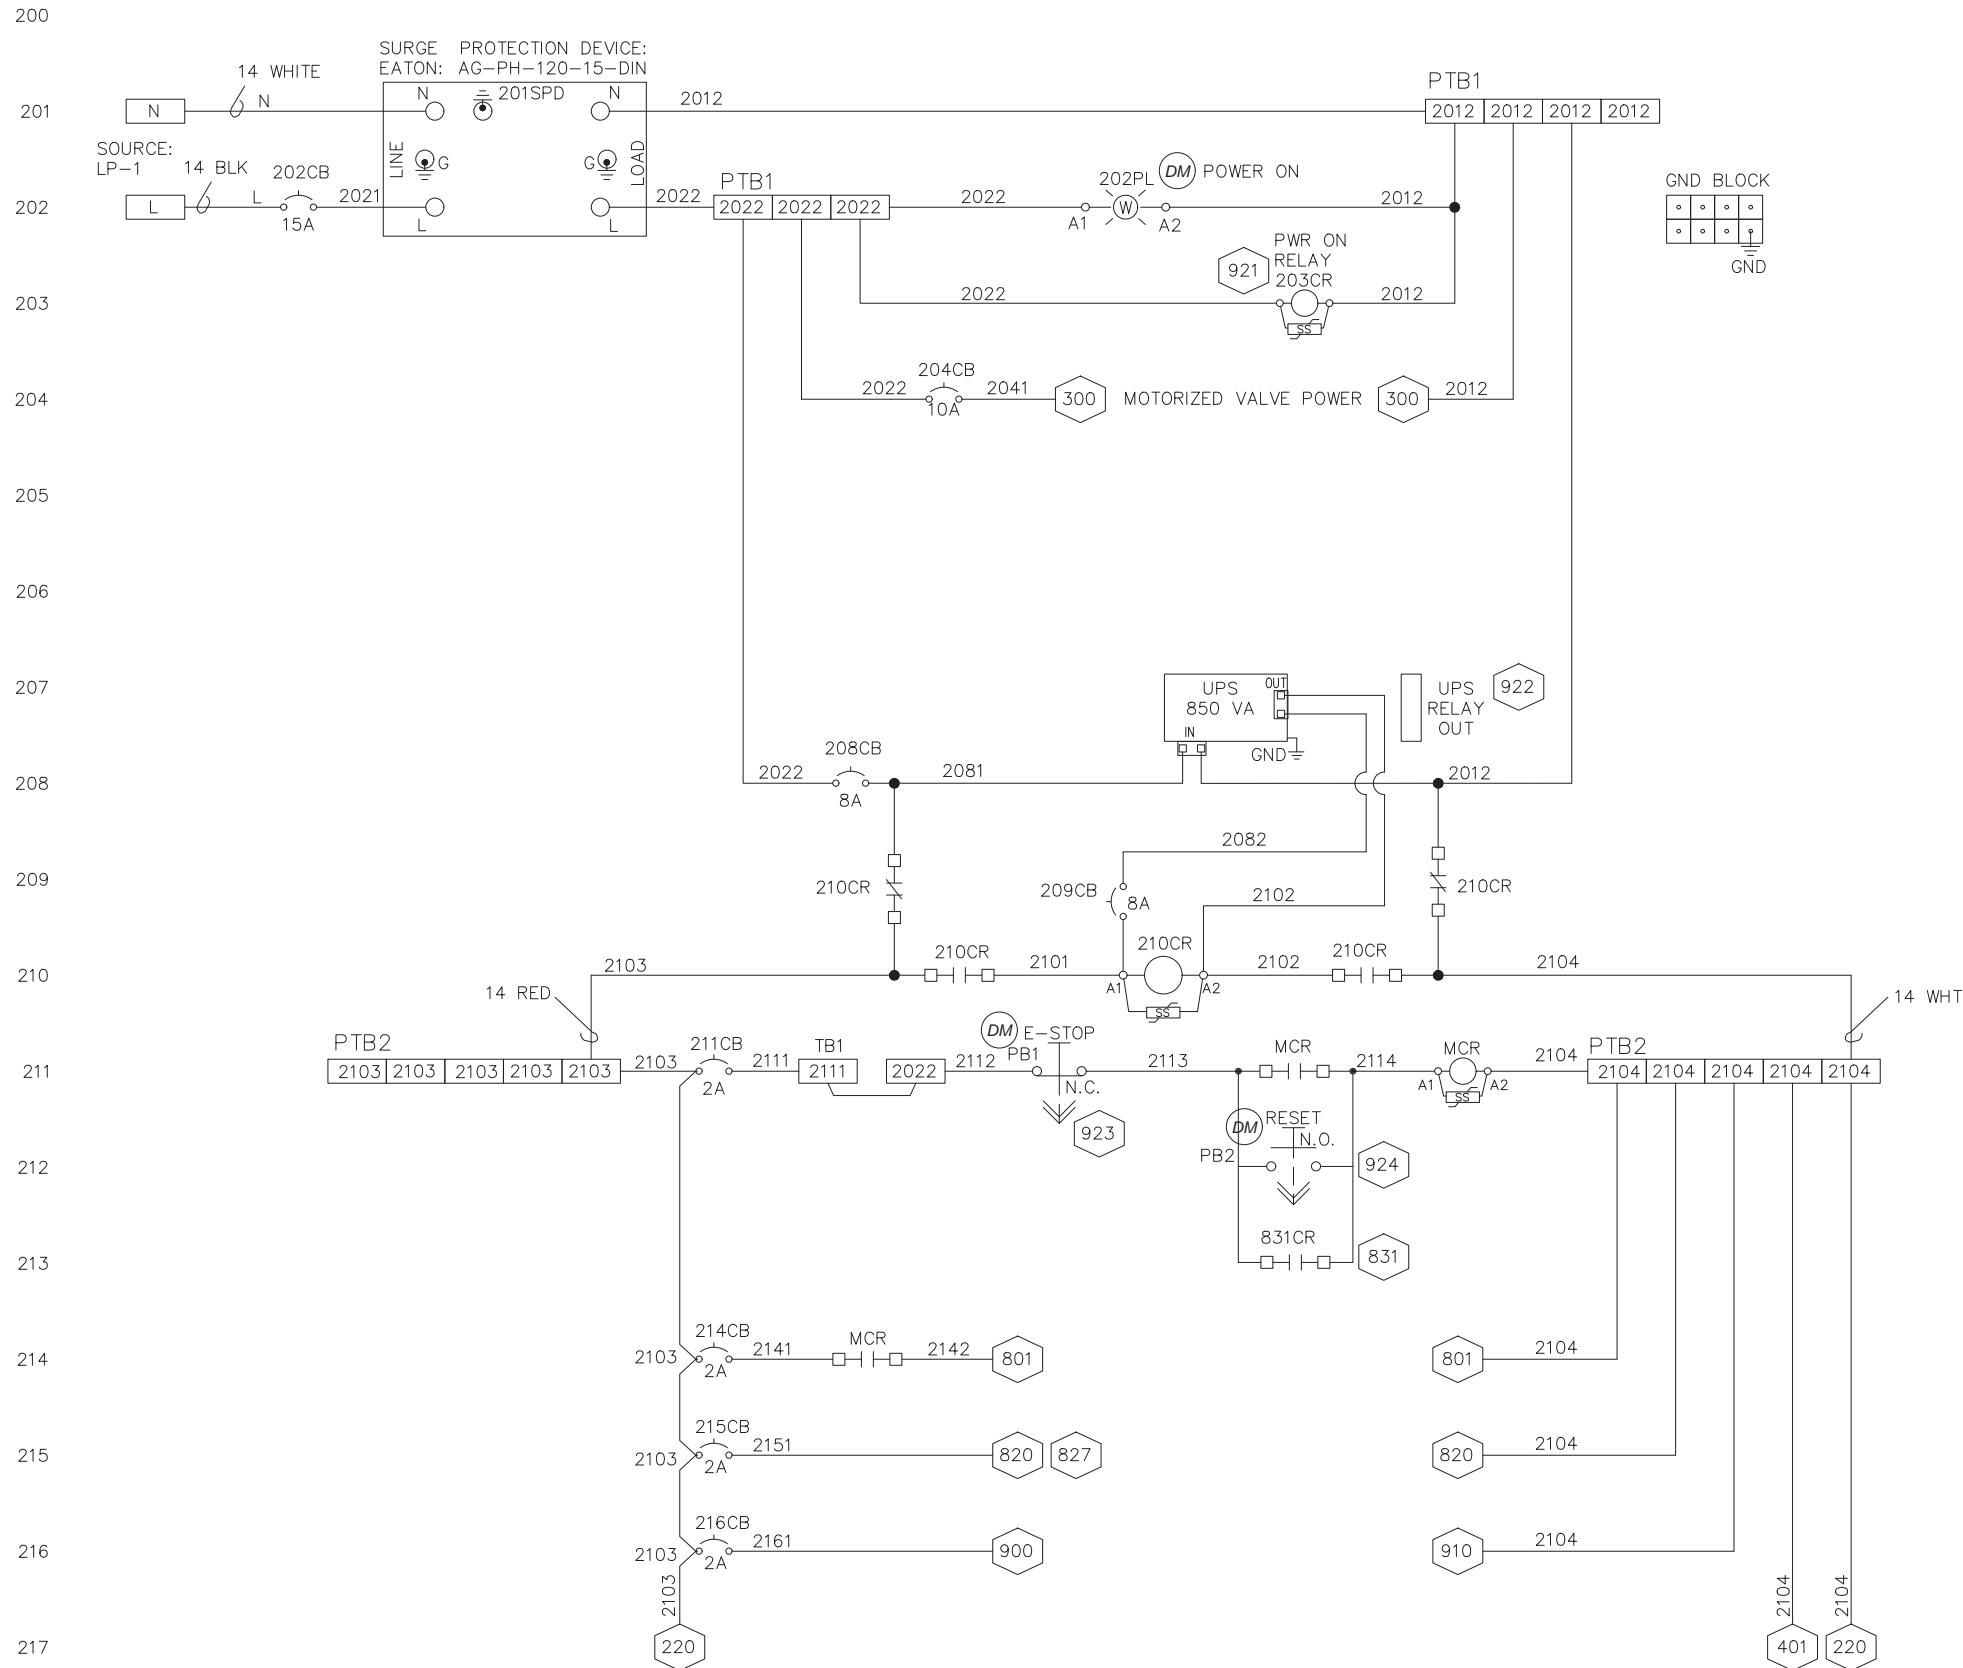 200
SURGE PROTECTION DEVICE:
EATON: AG-PH-120-15-DIN
14 WHITE
PTB1
201
N
N
N
201SPD
N
2012
2012
2012
2012
2012
SOURCE:
LP-1
14 BLK
202CB
LINE
G
G
LOAD
PTB1
202PL
DM
POWER ON
GND BLOCK
202
L
L
15A
2021
L
L
2022
2022
2022
2022
2022
A1
W
A2
2012
GND
PWR ON
RELAY
203CR
921
203
2022
2012
SS
204CB
204
2022
10A
2041
300
MOTORIZED VALVE POWER
300
2012
205
206
207
UPS
850 VA
OUT
IN
GND
UPS
RELAY
OUT
922
208CB
208
2022
8A
2081
2012
2082
209
210CR
209CB
8A
2102
210CR
210
2103
210CR
2101
A1
210CR
A2
SS
2102
210CR
2104
14 RED
14 WHT
PTB2
211CB
TB1
DM
E-STOP
PB1
MCR
MCR
PTB2
211
2103
2103
2103
2103
2103
2103
2A
2111
2111
2022
2112
N.C.
2113
2114
A1
A2
SS
2104
2104
2104
2104
2104
2104
923
DM
RESET
N.O.
212
PB2
924
831CR
213
831
214CB
MCR
214
2103
2A
2141
2142
801
801
2104
215CB
215
2103
2A
2151
820
827
820
2104
216CB
216
2103
2A
2161
900
910
2104
2103
2104
2104
217
220
401
220